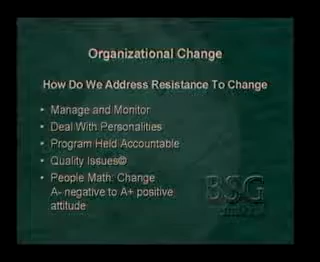 Organizational Change
How Do We Address Resistance To Change
• Manage and Monitor
• Deal With Personalities
• Program Held Accountable
• Quality Issues©
• People Math: Change
A- negative to A+ positive
attitude
BSG